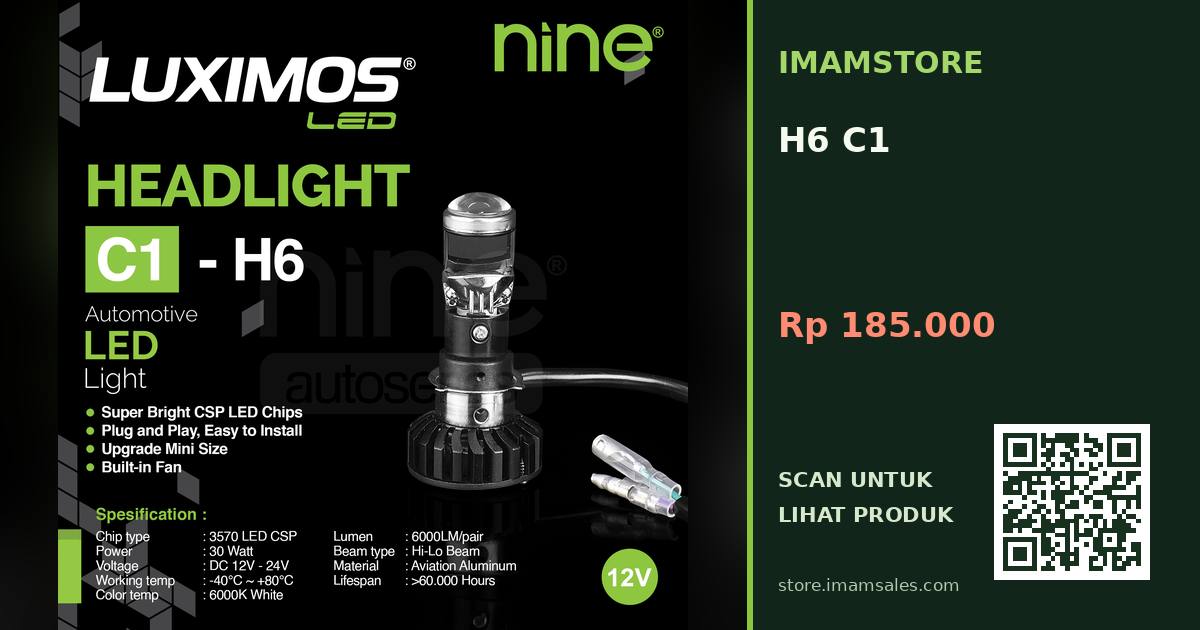 LUXIMOS®
LED
nine®
HEADLIGHT
C1 - H6
Automotive
LED
Light
Super Bright CSP LED Chips
Plug and Play, Easy to Install
Upgrade Mini Size
Built-in Fan
Spesification :
Chip type : 3570 LED CSP
Power : 30 Watt
Voltage : DC 12V - 24V
Working temp : -40°C ~ +80°C
Color temp : 6000K White
Lumen : 6000LM/pair
Beam type : Hi-Lo Beam
Material : Aviation Aluminum
Lifespan : >60.000 Hours
12V
nine®
IMAMSTORE
H6 C1
Rp 185.000
SCAN UNTUK
LIHAT PRODUK
store.imamsales.com